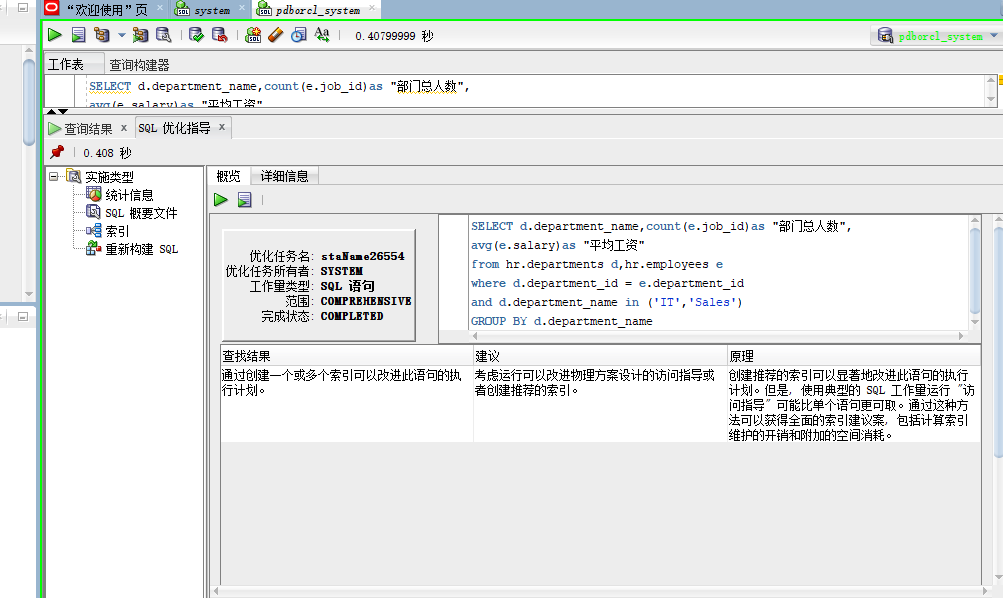 “欢迎使用”页
system
pdborcl_system
0.40799999 秒
pdborcl_system
工作表
查询构建器
SELECT d.department_name,count(e.job_id)as "部门总人数",
avg(e.salary)as "平均工资"
查询结果
SQL 优化指导
0.408 秒
实施类型
统计信息
SQL 概要文件
索引
重新构建 SQL
概览
详细信息
优化任务名: staName26554
优化任务所有者: SYSTEM
工作量类型: SQL 语句
范围: COMPREHENSIVE
完成状态: COMPLETED
SELECT d.department_name,count(e.job_id)as "部门总人数",
avg(e.salary)as "平均工资"
from hr.departments d,hr.employees e
where d.department_id = e.department_id
and d.department_name in ('IT','Sales')
GROUP BY d.department_name
查找结果
建议
原理
通过创建一个或多个索引可以改进此语句的执
行计划。
考虑运行可以改进物理方案设计的访问指导或
者创建推荐的索引。
创建推荐的索引可以显著地改进此语句的执行
计划。但是, 使用典型的 SQL 工作量运行 "访
问指导" 可能比单个语句更可取。通过这种方
法可以获得全面的索引建议案, 包括计算索引
维护的开销和附加的空间消耗。